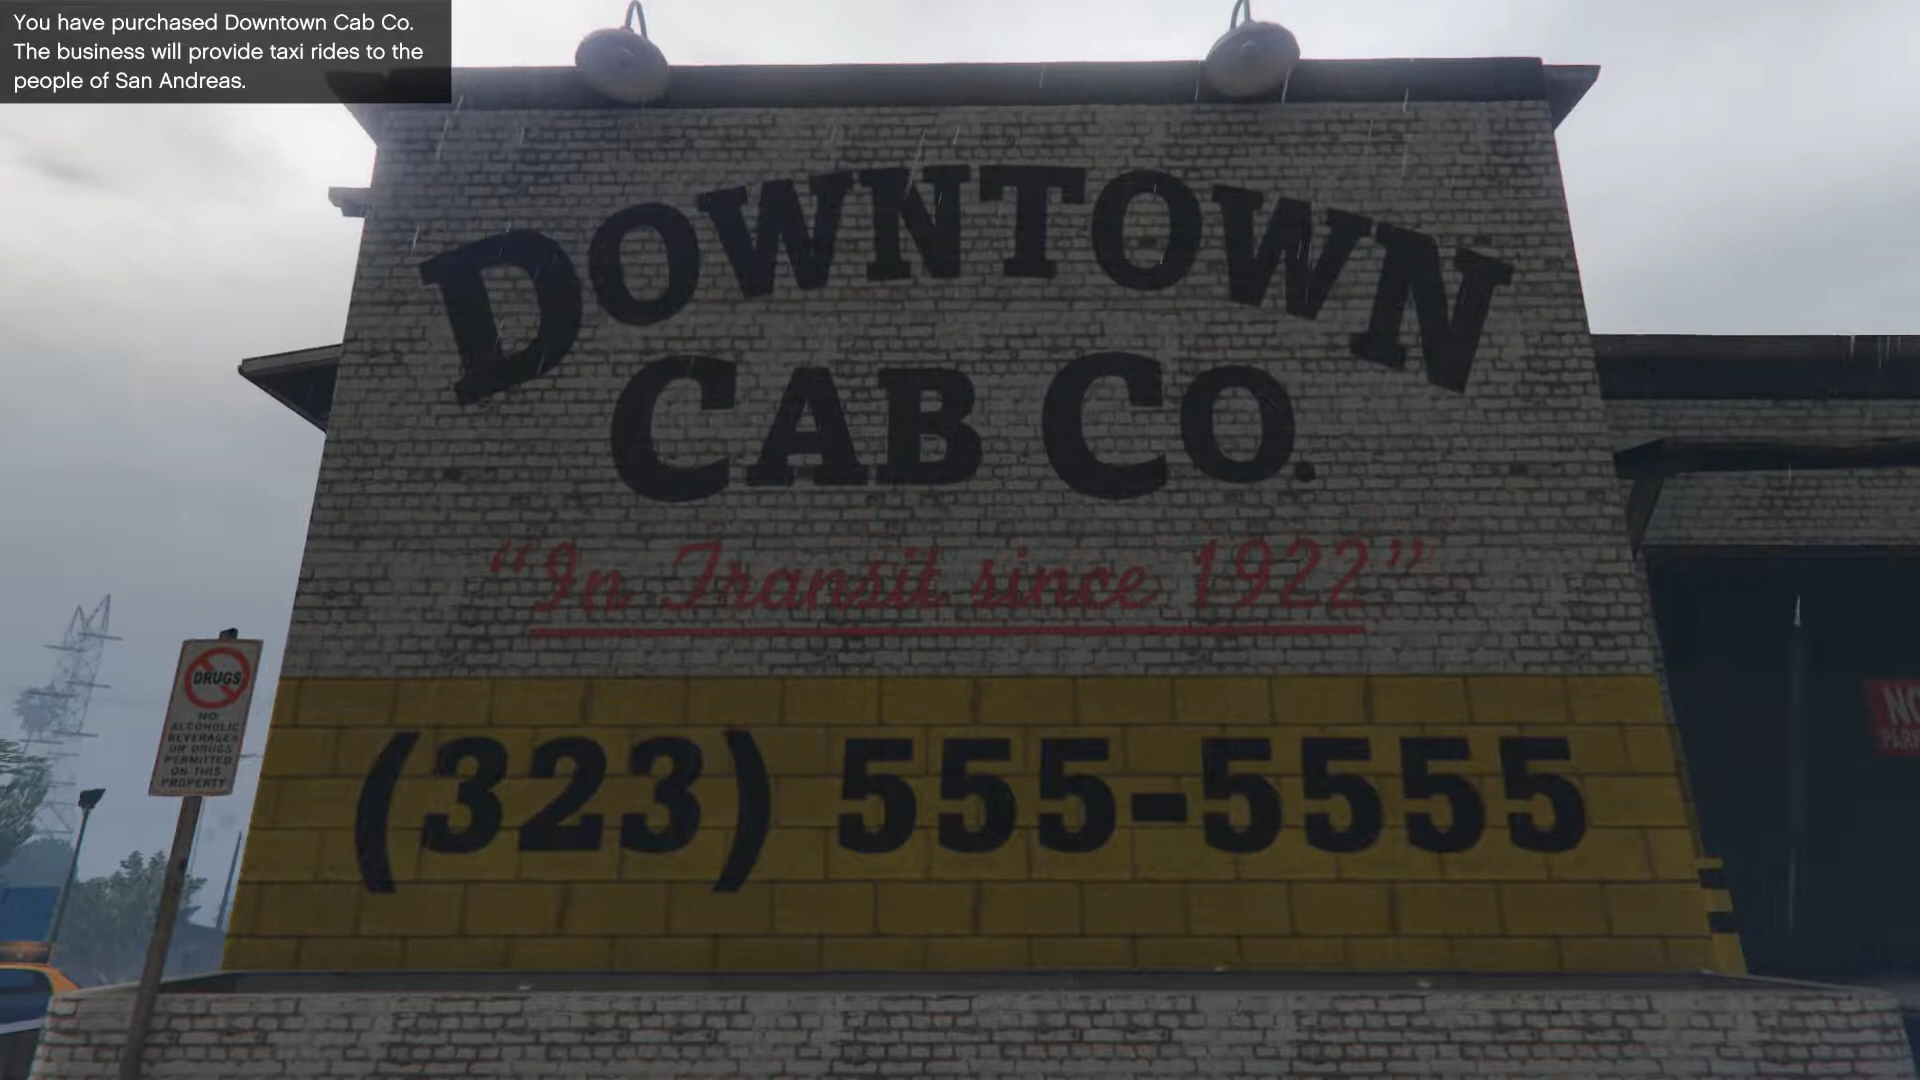 You have purchased Downtown Cab Co.
The business will provide taxi rides to the
people of San Andreas.
DOWNTOWN
CAB CO.
"In Transit since 1922"
(323) 555-5555
DRUGS
NO
ALCOHOLIC
BEVERAGES
OR DRUGS
PERMITTED
ON THIS
PROPERTY